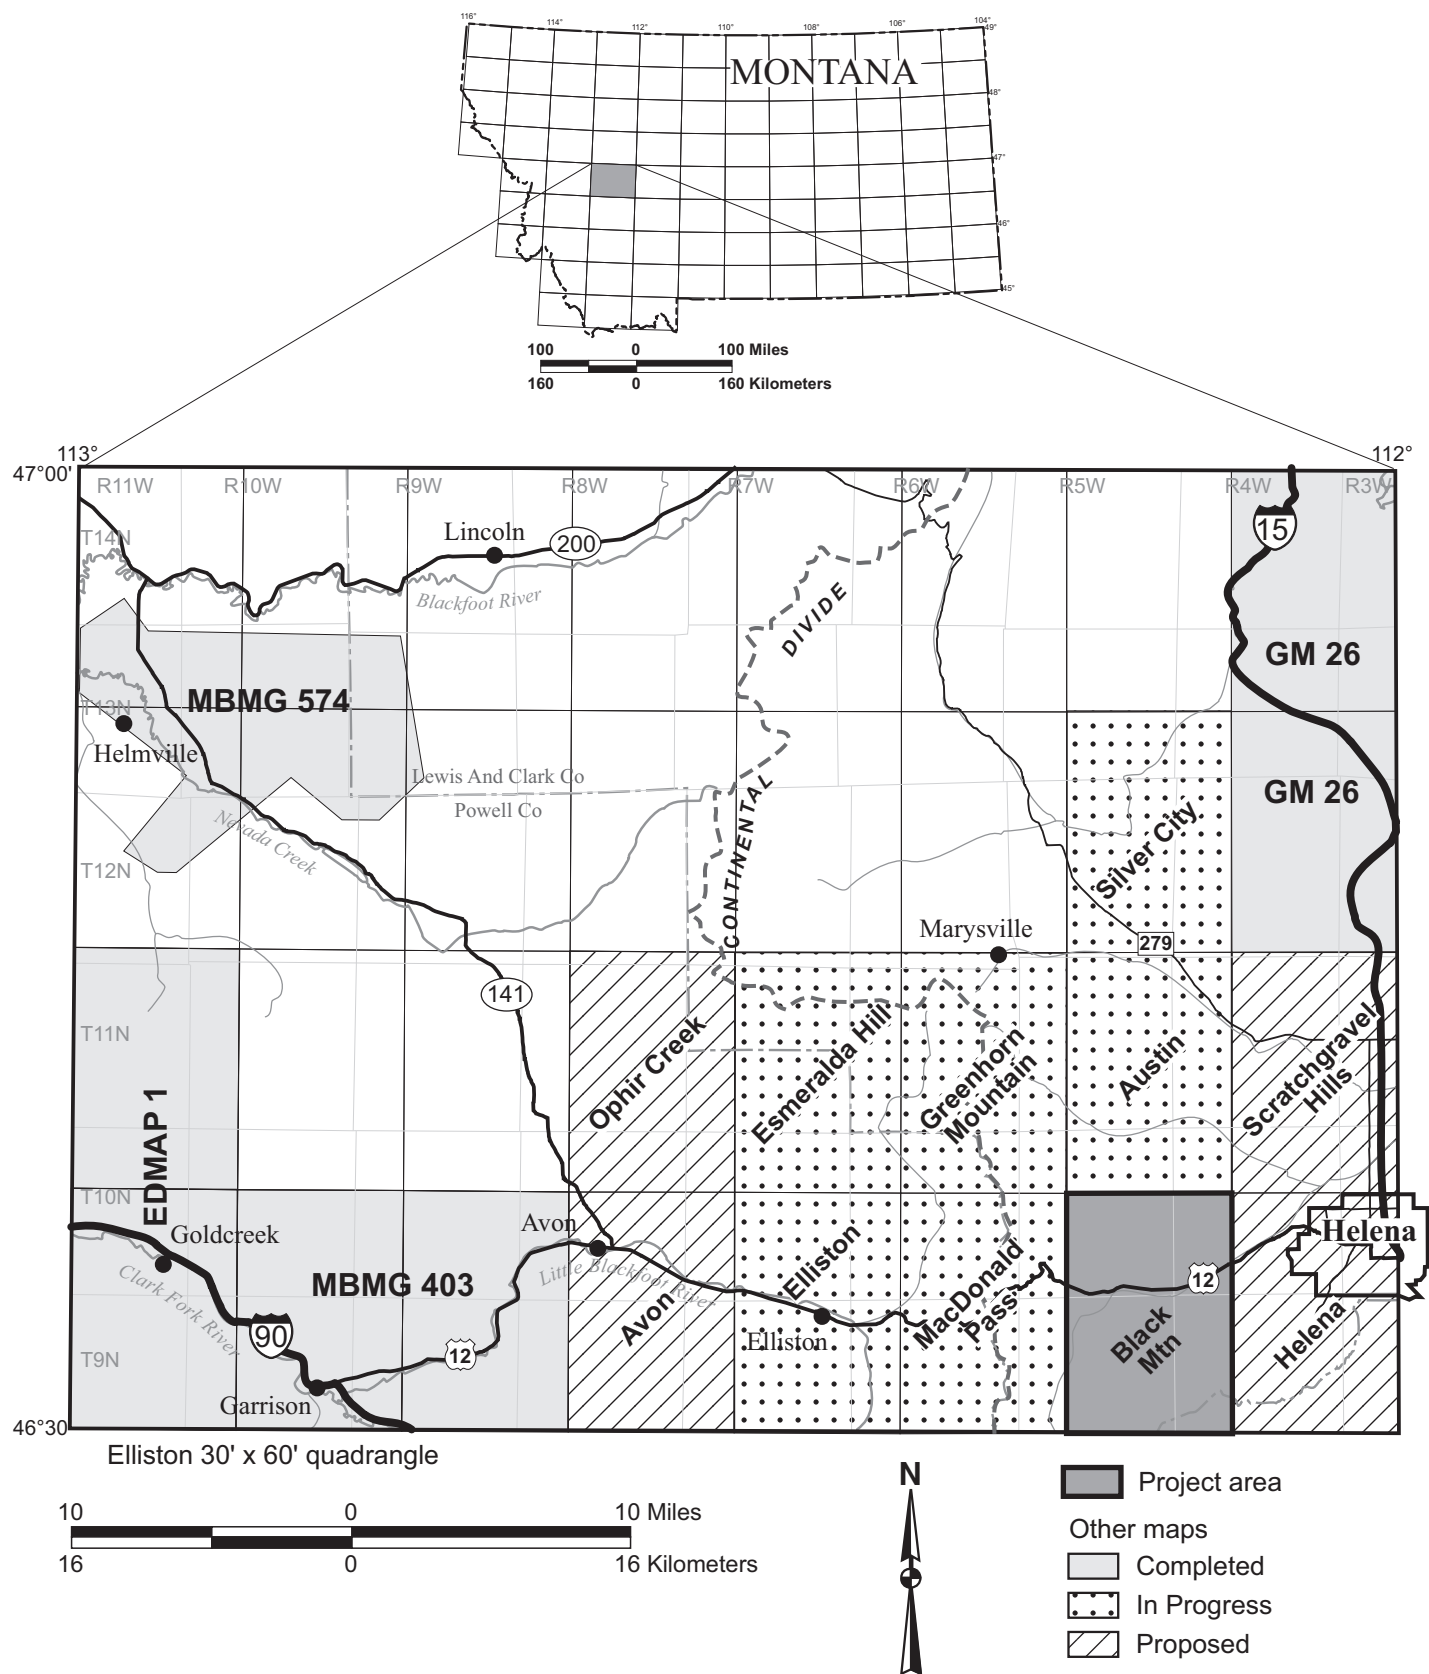 116°
114°
112°
110°
108°
106°
104°
49°
MONTANA
48°
47°
46°
45°
100 0 100 Miles
160 0 160 Kilometers
113°
112°
47°00'
R11W R10W R9W R8W R7W R6W R5W R4W R3W
15
T14N
Lincoln
200
Blackfoot River
DIVIDE
GM 26
MBMG 574
T13N
Helmville
Lewis And Clark Co
Powell Co
CONTINENTAL
GM 26
Silver City
Nevada Creek
T12N
Marysville
279
141
T11N
Ophir Creek
Esmeralda Hill
Greenhorn
Mountain
Austin
Scratchgravel
Hills
EDMAP 1
T10N
Goldcreek
Avon
Helena
Clark Fork River
MBMG 403
Little Blackfoot River
Elliston
MacDonald
Pass
12
90
Avon
Elliston
Black
Mtn
Helena
12
T9N
Garrison
46°30
Elliston 30' x 60' quadrangle
10 0 10 Miles
16 0 16 Kilometers
N
Project area
Other maps
Completed
In Progress
Proposed